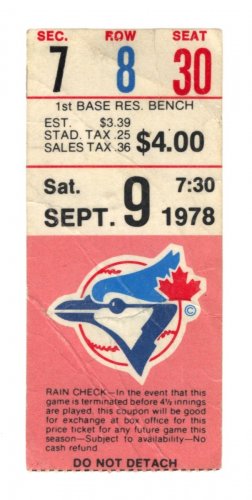 SEC. ROW SEAT
7 8 30
1st BASE RES. BENCH
EST. $3.39
STAD. TAX .25 $4.00
SALES TAX .36
Sat. 9 7:30
SEPT. 1978
©
RAIN CHECK—In the event that this
game is terminated before 4½ innings
are played, this coupon will be good
for exchange at box office for this
price ticket for any future game this
season—Subject to availability—No
cash refund.
DO NOT DETACH